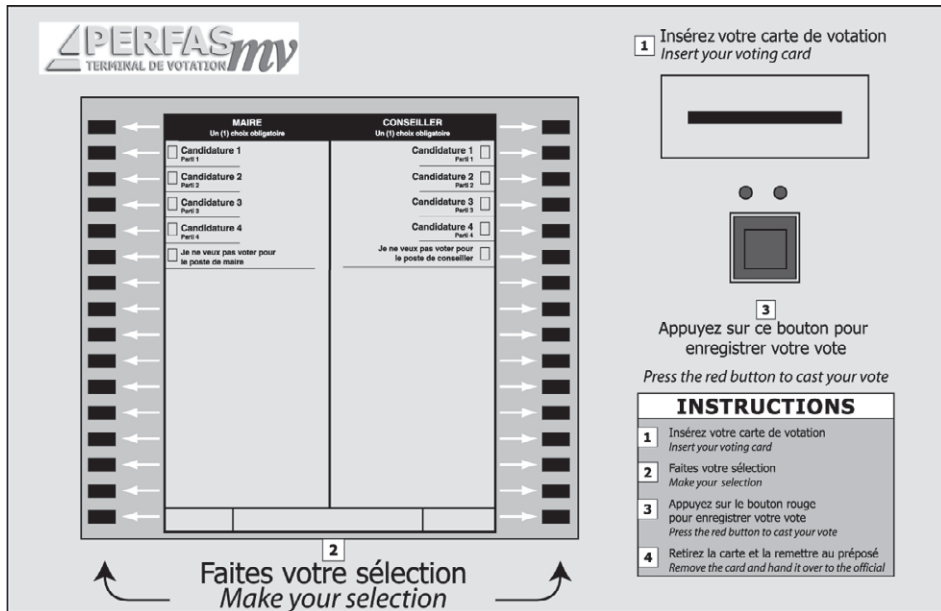 PERFAS mv
TERMINAL DE VOTATION
1 Insérez votre carte de votation
Insert your voting card
MAIRE
Un (1) choix obligatoire
Candidature 1
Parti 1
Candidature 2
Parti 2
Candidature 3
Parti 3
Candidature 4
Parti 4
Je ne veux pas voter pour
le poste de maire
CONSEILLER
Un (1) choix obligatoire
Candidature 1
Parti 1
Candidature 2
Parti 2
Candidature 3
Parti 3
Candidature 4
Parti 4
Je ne veux pas voter pour
le poste de conseiller
2
Faites votre sélection
Make your selection
3
Appuyez sur ce bouton pour
enregistrer votre vote
Press the red button to cast your vote
INSTRUCTIONS
1 Insérez votre carte de votation
Insert your voting card
2 Faites votre sélection
Make your selection
3 Appuyez sur le bouton rouge
pour enregistrer votre vote
Press the red button to cast your vote
4 Retirez la carte et la remettre au préposé
Remove the card and hand it over to the official